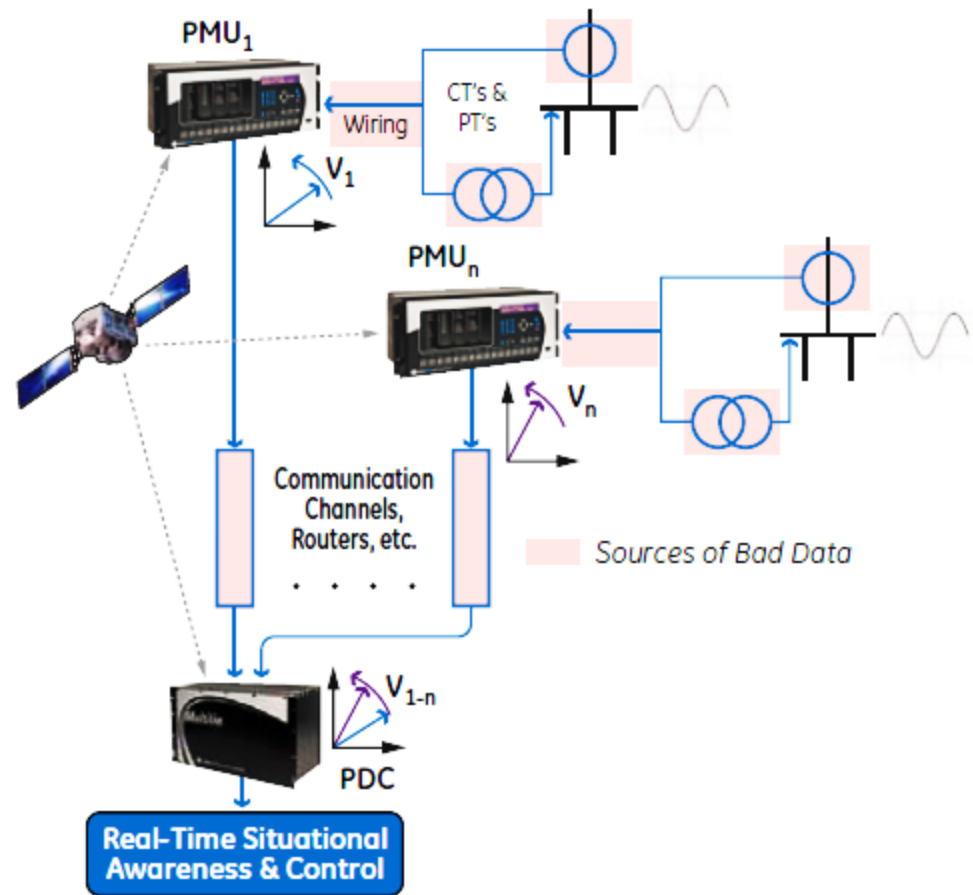 PMU1
CT's &
PT's
Wiring
V1
PMUn
Vn
Communication
Channels,
Routers, etc.
. . . .
Sources of Bad Data
Multilin
V1-n
PDC
Real-Time Situational
Awareness & Control